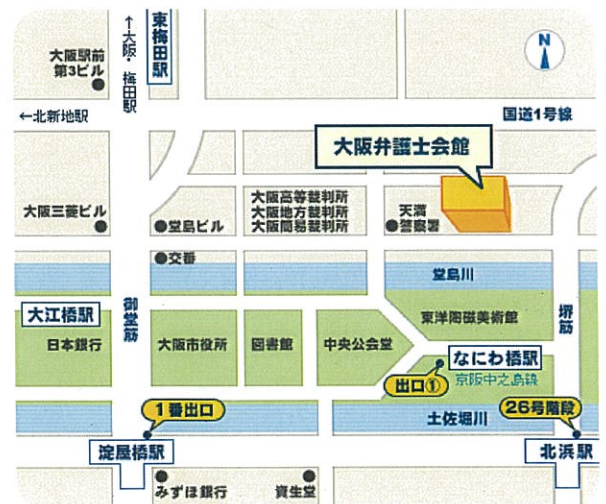 東梅田駅
↑大阪・梅田駅
N
大阪駅前
第3ビル
←北新地駅
国道1号線
大阪弁護士会館
大阪三菱ビル
堂島ビル
大阪高等裁判所
大阪地方裁判所
大阪簡易裁判所
天満
警察署
交番
堂島川
大江橋駅
御堂筋
東洋陶磁美術館
堺筋
日本銀行
大阪市役所
図書館
中央公会堂
なにわ橋駅
京阪中之島線
出口①
1番出口
土佐堀川
26号階段
淀屋橋駅
北浜駅
みずほ銀行
資生堂